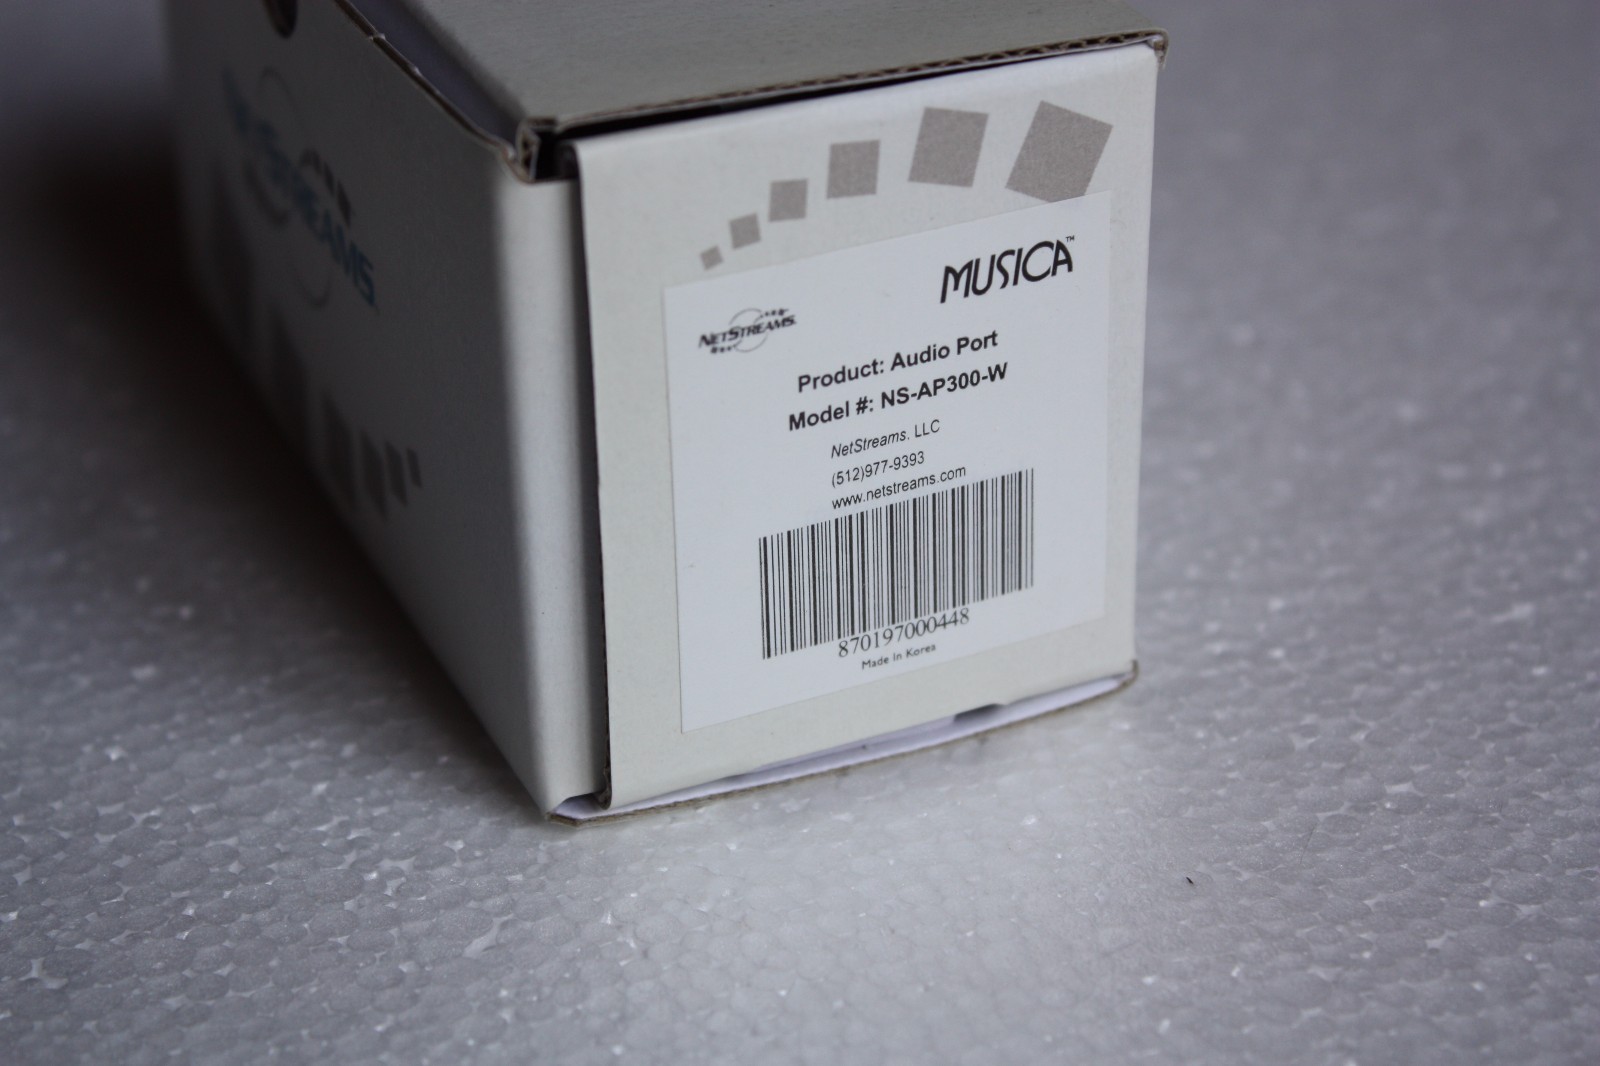 NETSTREAMS
MUSICA™
NETSTREAMS.
Product: Audio Port
Model #: NS-AP300-W
NetStreams. LLC
(512)977-9393
www.netstreams.com
870197000448
Made In Korea